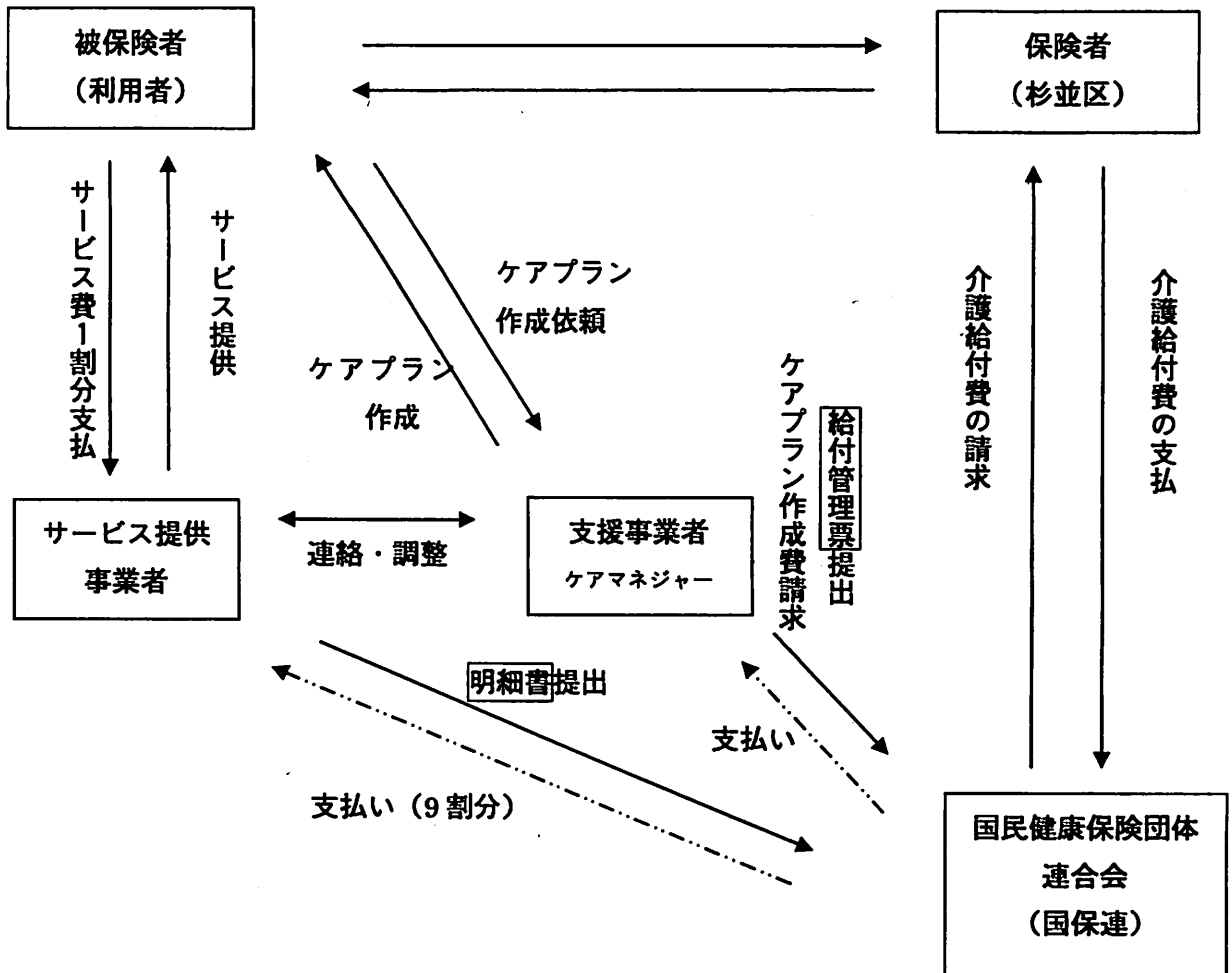 被保険者
（利用者）
保険者
（杉並区）
サービス費１割分支払
サービス提供
ケアプラン
作成依頼
ケアプラン
作成
ケアプラン作成費請求
給付管理票提出
介護給付費の請求
介護給付費の支払
サービス提供
事業者
連絡・調整
支援事業者
ケアマネジャー
明細書提出
支払い
支払い（9割分）
国民健康保険団体
連合会
（国保連）